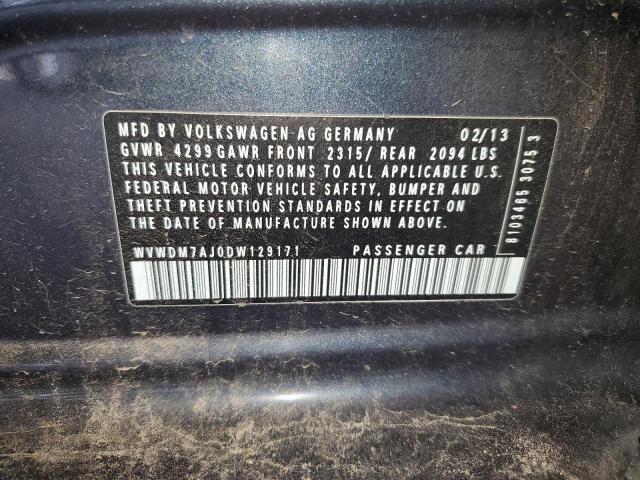 MFD BY VOLKSWAGEN AG GERMANY 02/13
GVWR 4299 GAWR FRONT 2315/ REAR 2094 LBS
THIS VEHICLE CONFORMS TO ALL APPLICABLE U.S.
FEDERAL MOTOR VEHICLE SAFETY, BUMPER AND
THEFT PREVENTION STANDARDS IN EFFECT ON
THE DATE OF MANUFACTURE SHOWN ABOVE.
WVWDM7AJ0DW129171 PASSENGER CAR
8103465 3075 3